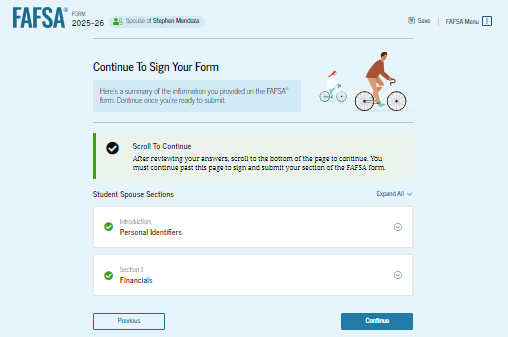 FAFSA®
FORM
2025–26
Spouse of Stephen Mendoza
Save
FAFSA Menu
Continue To Sign Your Form
Here's a summary of the information you provided on the FAFSA®
form. Continue once you're ready to submit.
Scroll To Continue
After reviewing your answers, scroll to the bottom of the page to continue. You
must continue past this page to sign and submit your section of the FAFSA form.
Student Spouse Sections
Expand All
Introduction
Personal Identifiers
Section 1
Financials
Previous
Continue